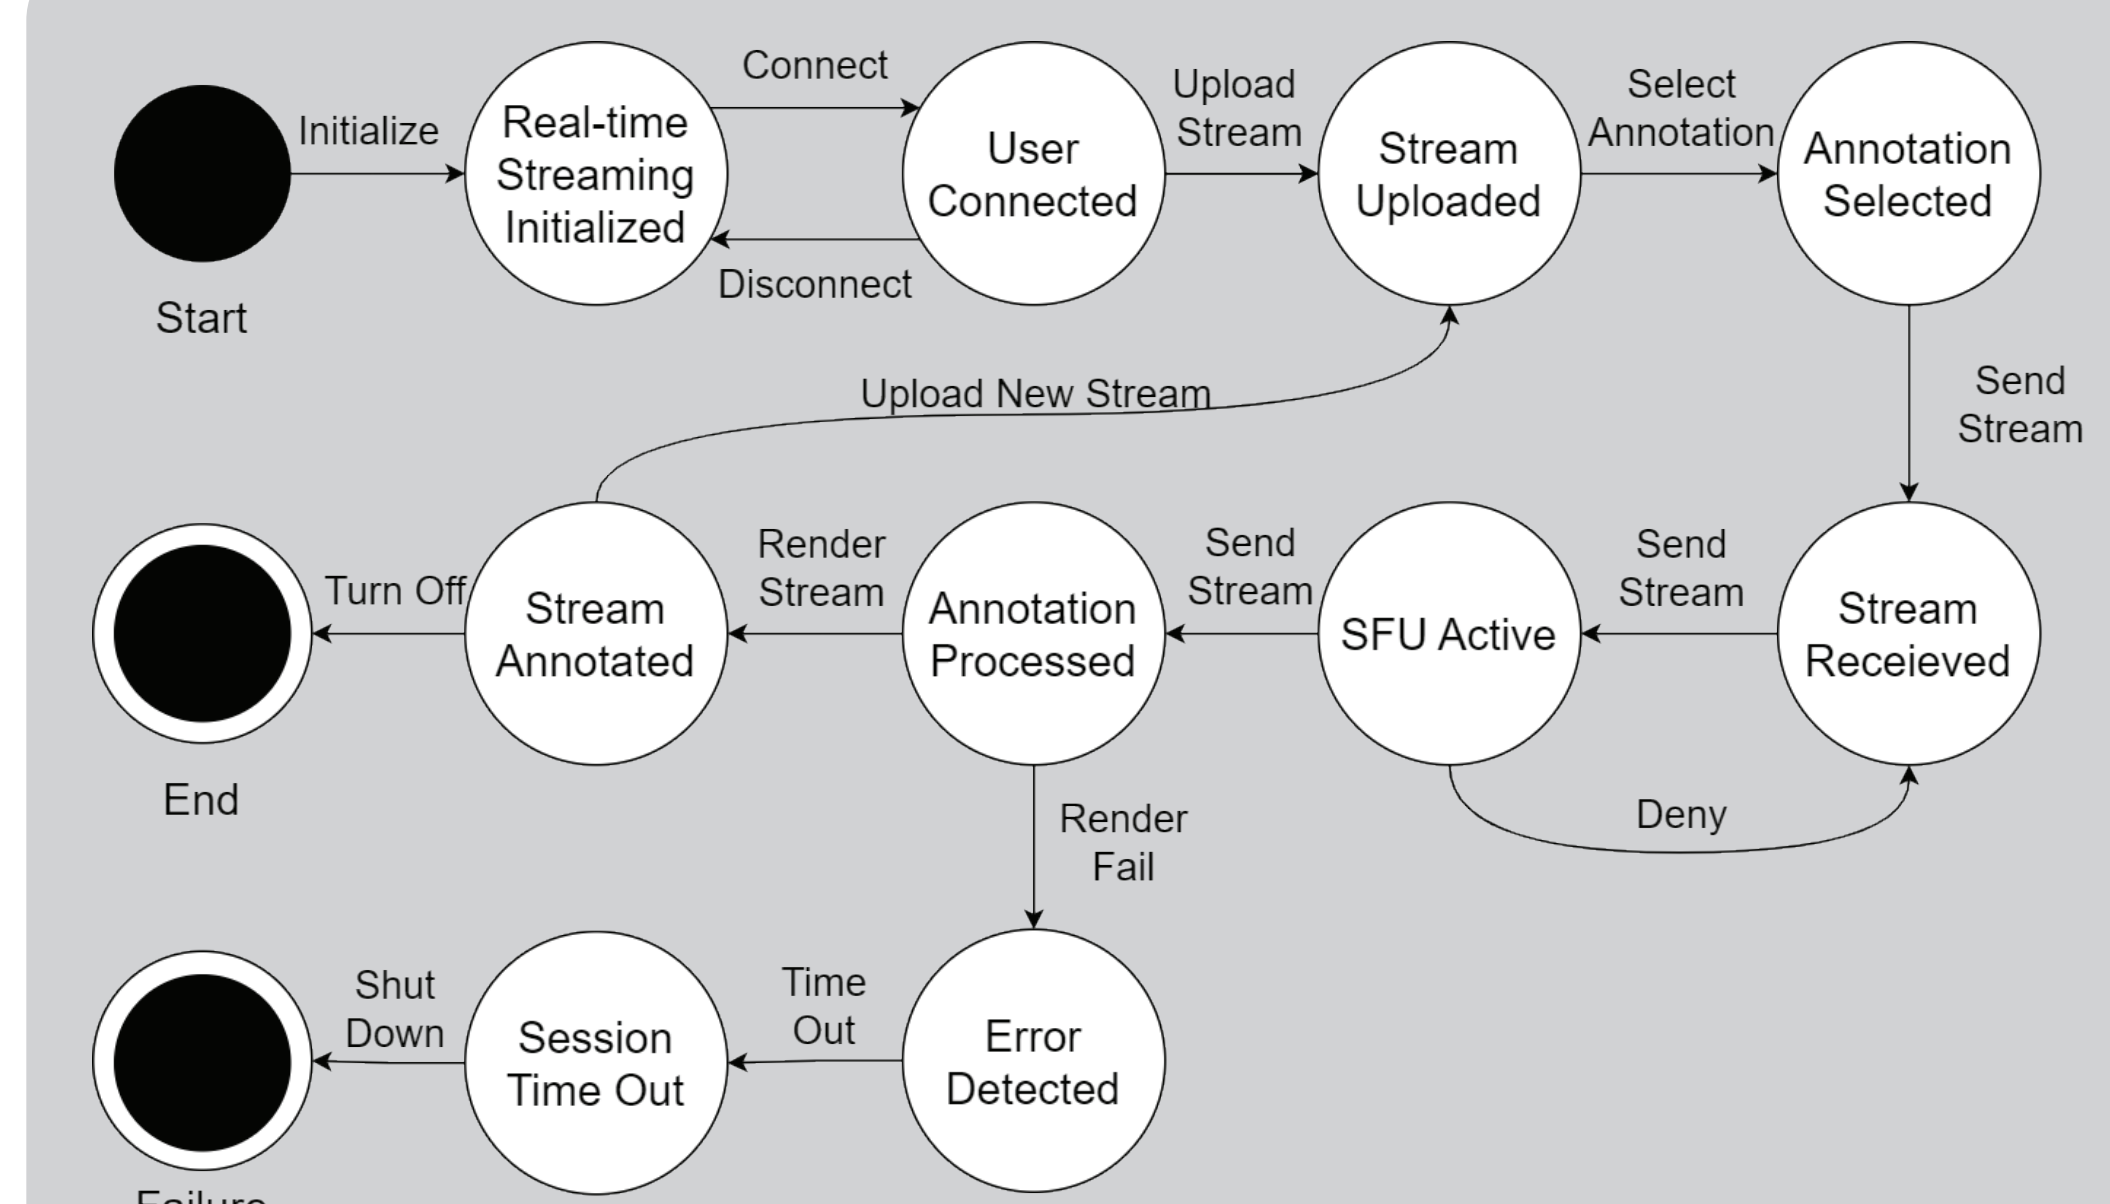 Connect
Upload
Stream
Select
Annotation
Initialize
Real-time
Streaming
Initialized
User
Connected
Stream
Uploaded
Annotation
Selected
Disconnect
Start
Upload New Stream
Send
Stream
Turn Off
Stream
Annotated
Render
Stream
Annotation
Processed
Send
Stream
SFU Active
Send
Stream
Stream
Receieved
End
Render
Fail
Deny
Shut
Down
Session
Time Out
Time
Out
Error
Detected
Failure